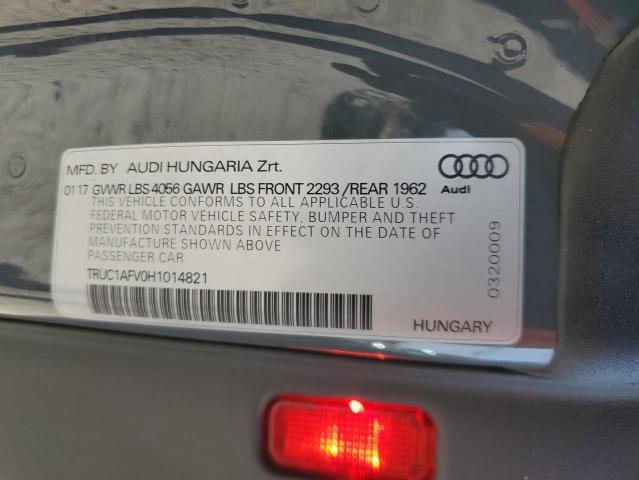 MFD. BY AUDI HUNGARIA Zrt.
Audi
01 17 GVWR LBS 4056 GAWR LBS FRONT 2293 /REAR 1962
THIS VEHICLE CONFORMS TO ALL APPLICABLE U.S.
FEDERAL MOTOR VEHICLE SAFETY, BUMPER AND THEFT
PREVENTION STANDARDS IN EFFECT ON THE DATE OF
MANUFACTURE SHOWN ABOVE
PASSENGER CAR
TRUC1AFV0H1014821
0320009
HUNGARY